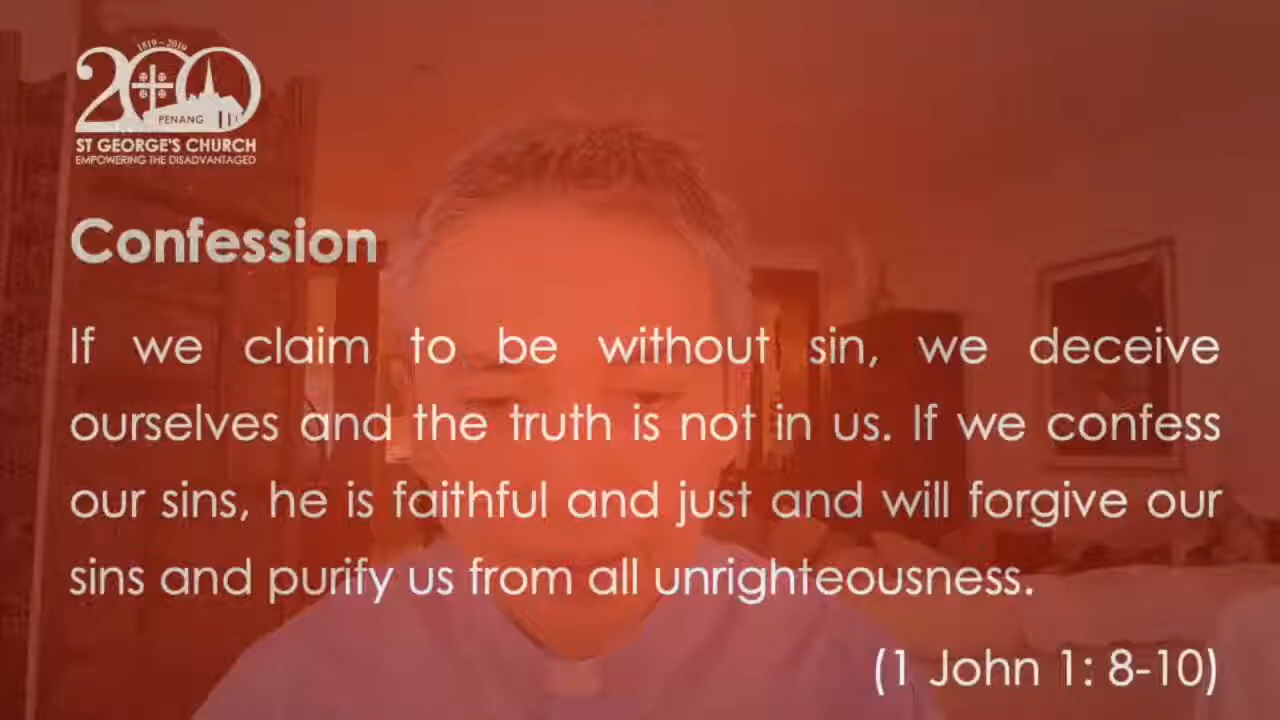 1819 - 2019
200
PENANG
ST GEORGE'S CHURCH
EMPOWERING THE DISADVANTAGED
Confession
If we claim to be without sin, we deceive
ourselves and the truth is not in us. If we confess
our sins, he is faithful and just and will forgive our
sins and purify us from all unrighteousness.
(1 John 1: 8-10)